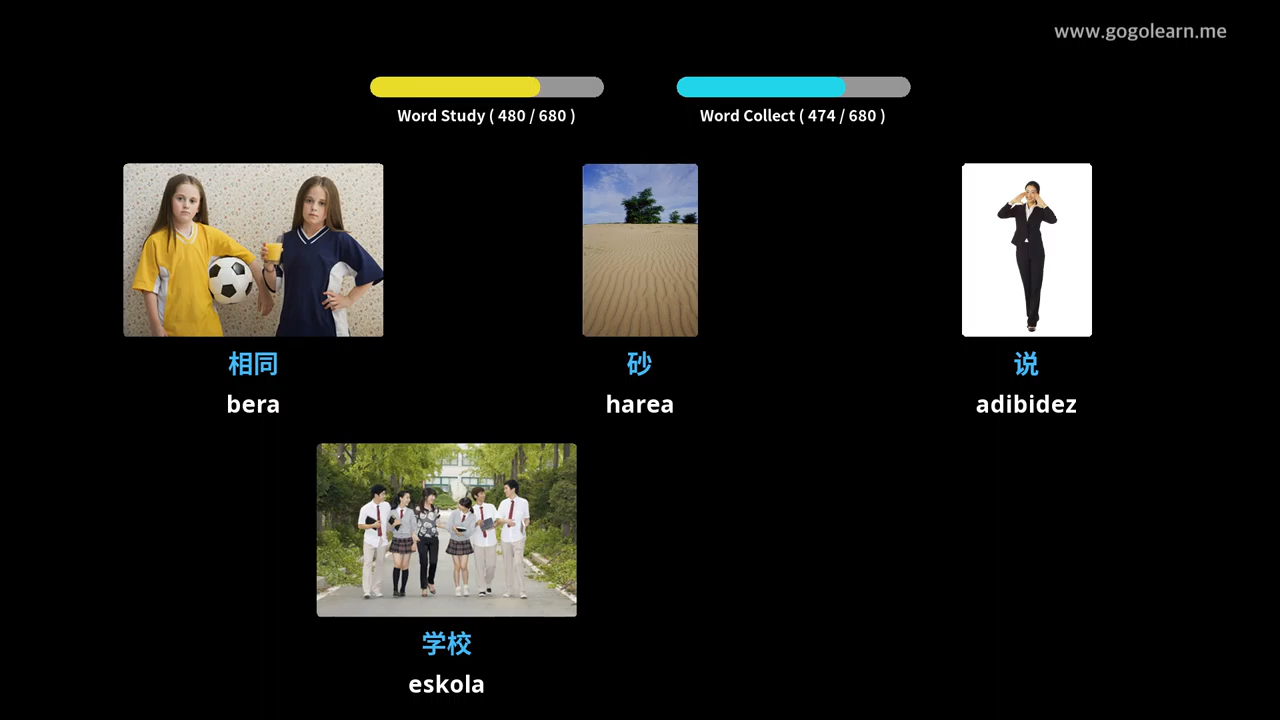 www.gogolearn.me
Word Study ( 480 / 680 )
Word Collect ( 474 / 680 )
相同
bera
砂
harea
说
adibidez
学校
eskola